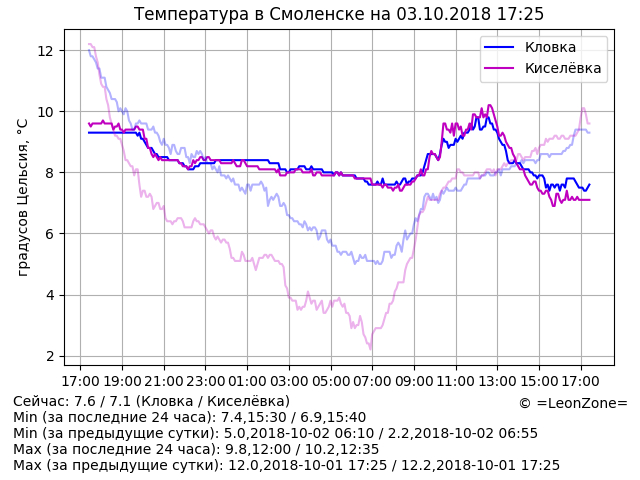 Температура в Смоленске на 03.10.2018 17:25
градусов Цельсия, °C
12
10
8
6
4
2
Кловка
Киселёвка
17:00 19:00 21:00 23:00 01:00 03:00 05:00 07:00 09:00 11:00 13:00 15:00 17:00
Сейчас: 7.6 / 7.1 (Кловка / Киселёвка)
© =LeonZone=
Min (за последние 24 часа): 7.4,15:30 / 6.9,15:40
Min (за предыдущие сутки): 5.0,2018-10-02 06:10 / 2.2,2018-10-02 06:55
Max (за последние 24 часа): 9.8,12:00 / 10.2,12:35
Max (за предыдущие сутки): 12.0,2018-10-01 17:25 / 12.2,2018-10-01 17:25